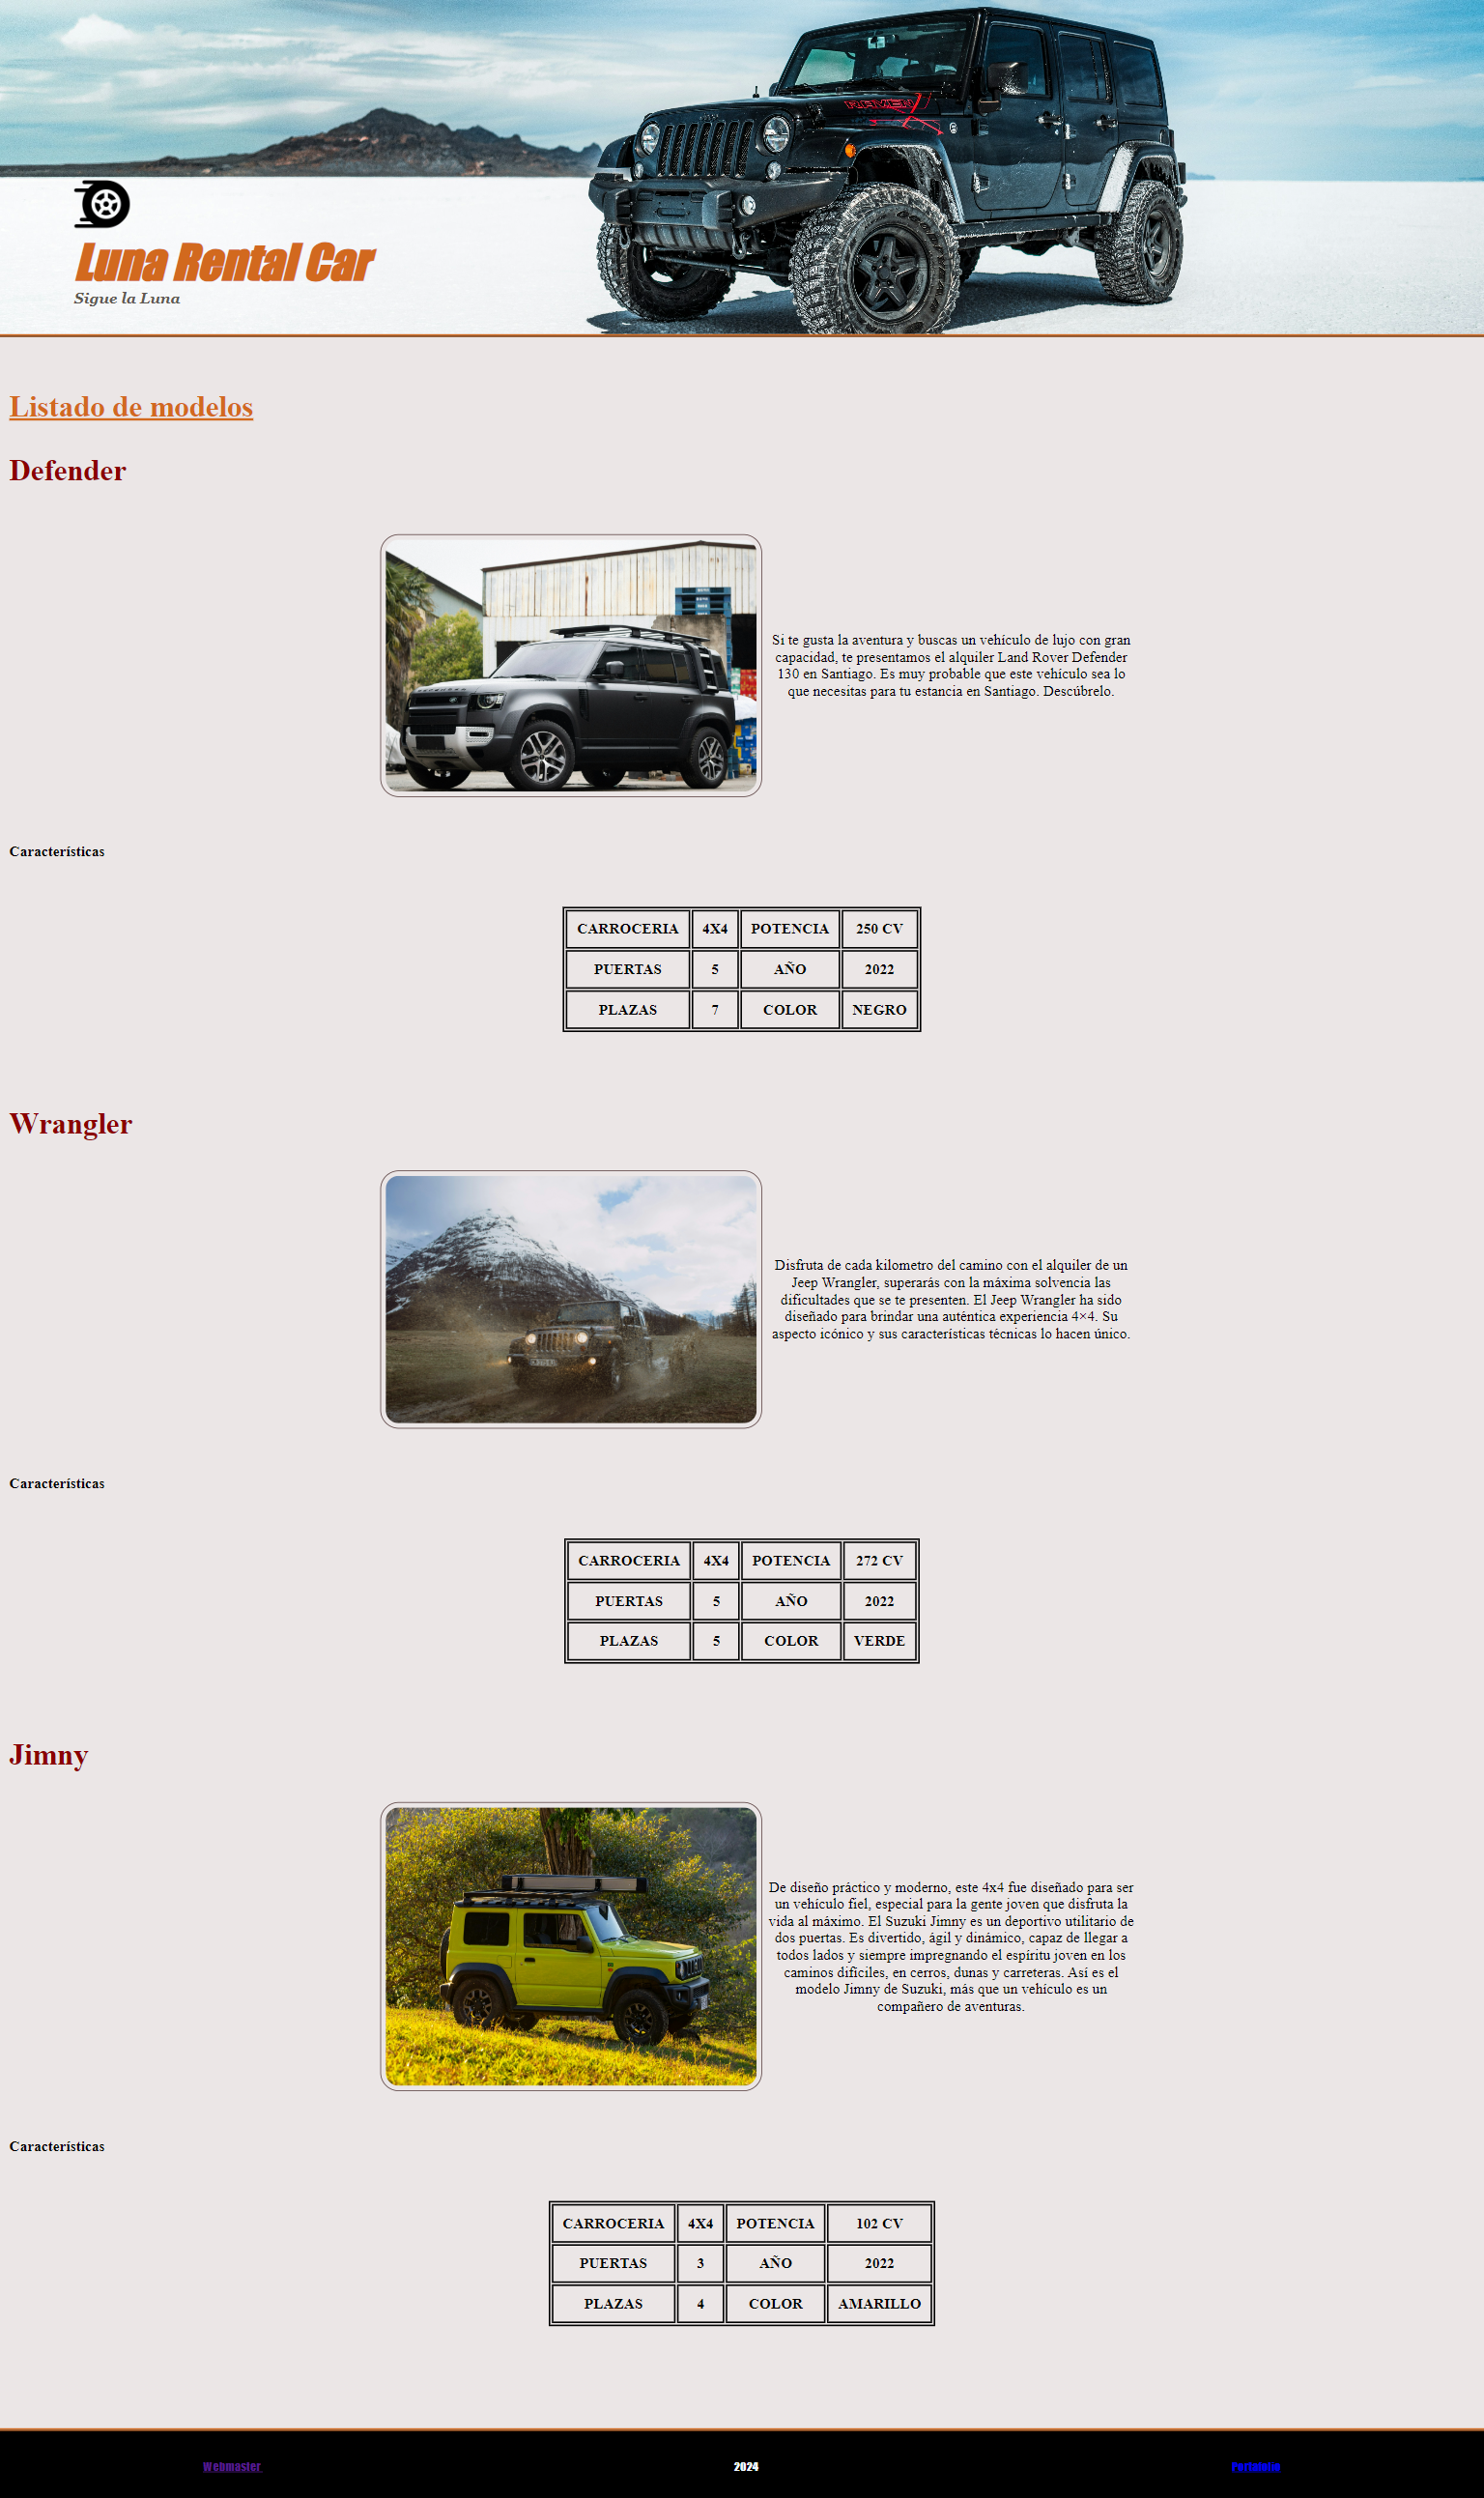 Luna Rental Car
Sigue la Luna
Listado de modelos
Defender
Si te gusta la aventura y buscas un vehículo de lujo con gran
capacidad, te presentamos el alquiler Land Rover Defender
130 en Santiago. Es muy probable que este vehículo sea lo
que necesitas para tu estancia en Santiago. Descúbrelo.
Características
CARROCERIA 4X4 POTENCIA 250 CV
PUERTAS 5 AÑO 2022
PLAZAS 7 COLOR NEGRO
Wrangler
Disfruta de cada kilometro del camino con el alquiler de un
Jeep Wrangler, superarás con la máxima solvencia las
dificultades que se te presenten. El Jeep Wrangler ha sido
diseñado para brindar una auténtica experiencia 4×4. Su
aspecto icónico y sus características técnicas lo hacen único.
Características
CARROCERIA 4X4 POTENCIA 272 CV
PUERTAS 5 AÑO 2022
PLAZAS 5 COLOR VERDE
Jimny
De diseño práctico y moderno, este 4x4 fue diseñado para ser
un vehículo fiel, especial para la gente joven que disfruta la
vida al máximo. El Suzuki Jimny es un deportivo utilitario de
dos puertas. Es divertido, ágil y dinámico, capaz de llegar a
todos lados y siempre impregnando el espíritu joven en los
caminos difíciles, en cerros, dunas y carreteras. Así es el
modelo Jimny de Suzuki, más que un vehículo es un
compañero de aventuras.
Características
CARROCERIA 4X4 POTENCIA 102 CV
PUERTAS 3 AÑO 2022
PLAZAS 4 COLOR AMARILLO
Webmaster 2024 Portafolio